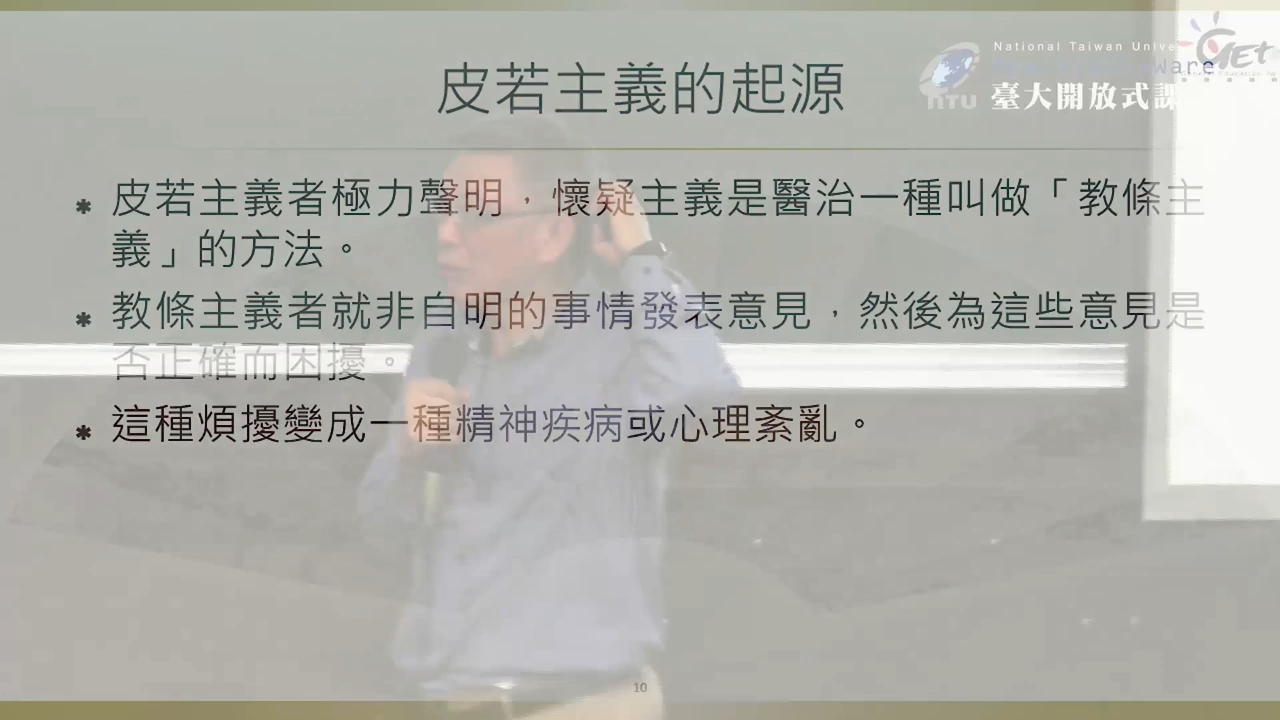 National Taiwan Unive
皮若主義的起源
臺大開放式課
NTU
* 皮若主義者極力聲明，懷疑主義是醫治一種叫做「教條主
義」的方法。
* 教條主義者就非自明的事情發表意見，然後為這些意見是
否正確而困擾。
* 這種煩擾變成一種精神疾病或心理紊亂。
10